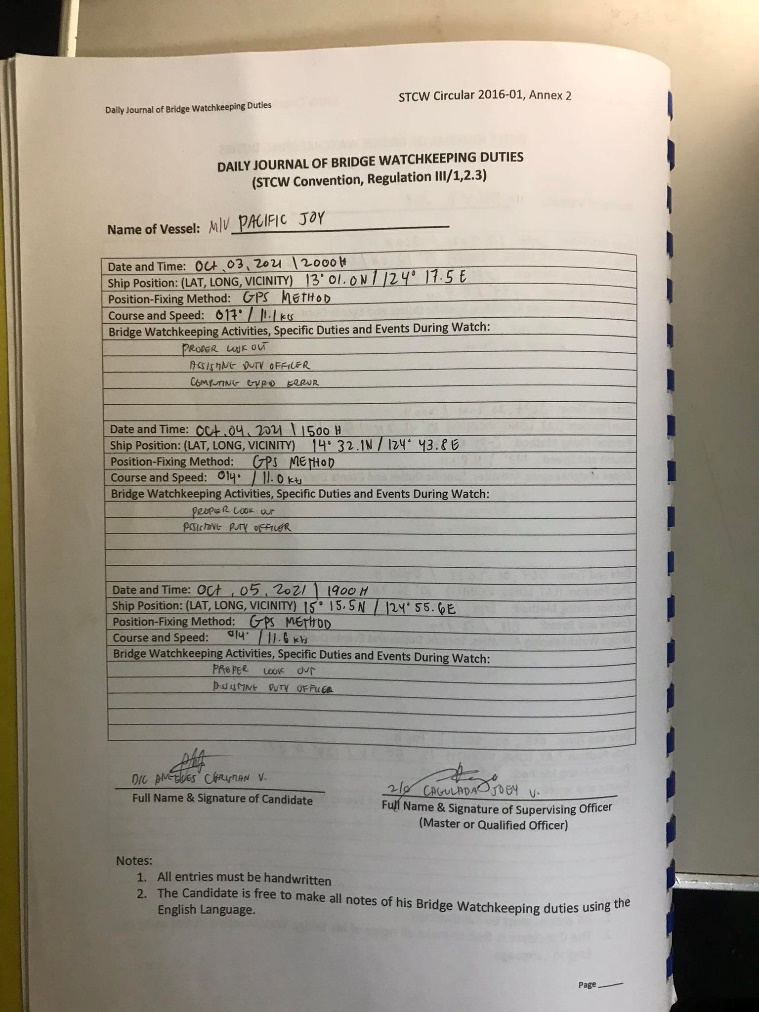 Daily Journal of Bridge Watchkeeping Duties
STCW Circular 2016-01, Annex 2
DAILY JOURNAL OF BRIDGE WATCHKEEPING DUTIES
(STCW Convention, Regulation III/1,2.3)
Name of Vessel: M/V PACIFIC JOY
Date and Time: Oct. 03, 2021 | 2000H
Ship Position: (LAT, LONG, VICINITY) 13° 01.0 N / 124° 17.5 E
Position-Fixing Method: GPS METHOD
Course and Speed: 017° / 11.1 kts
Bridge Watchkeeping Activities, Specific Duties and Events During Watch:
PROPER LOOK OUT
ASSISTING DUTY OFFICER
COMPUTING GYRO ERROR
Date and Time: Oct. 04, 2021 | 1500 H
Ship Position: (LAT, LONG, VICINITY) 14° 32.1N / 124° 43.8 E
Position-Fixing Method: GPS METHOD
Course and Speed: 014° / 11.0 kts
Bridge Watchkeeping Activities, Specific Duties and Events During Watch:
PROPER LOOK OUT
ASSISTING DUTY OFFICER
Date and Time: Oct. 05, 2021 | 1900 H
Ship Position: (LAT, LONG, VICINITY) 15° 15.5 N / 124° 55.6 E
Position-Fixing Method: GPS METHOD
Course and Speed: 014° / 11.6 kts
Bridge Watchkeeping Activities, Specific Duties and Events During Watch:
PROPER LOOK OUT
ASSISTING DUTY OFFICER
D/C V.
2/O CAGULADA JOEY V.
Full Name & Signature of Candidate
Full Name & Signature of Supervising Officer
(Master or Qualified Officer)
Notes:
1. All entries must be handwritten
2. The Candidate is free to make all notes of his Bridge Watchkeeping duties using the
English Language.
Page